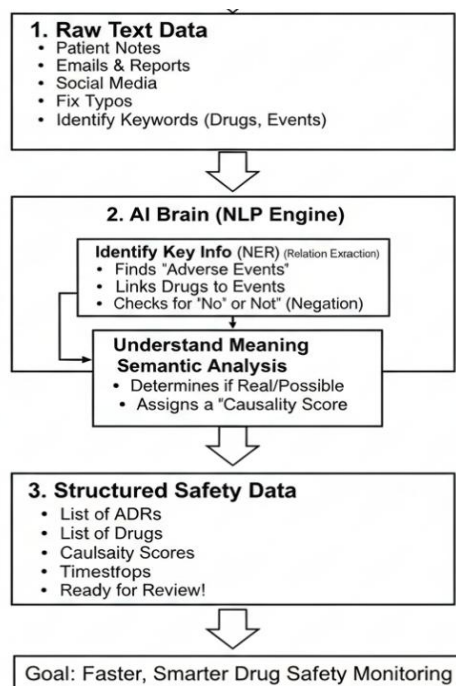 1. Raw Text Data
• Patient Notes
• Emails & Reports
• Social Media
• Fix Typos
• Identify Keywords (Drugs, Events)
2. AI Brain (NLP Engine)
Identify Key Info (NER) (Relation Extraction)
• Finds "Adverse Events"
• Links Drugs to Events
• Checks for "No" or Not" (Negation)
Understand Meaning
Semantic Analysis
• Determines if Real/Possible
• Assigns a "Causality Score
3. Structured Safety Data
• List of ADRs
• List of Drugs
• Caulsaity Scores
• Timestfops
• Ready for Review!
Goal: Faster, Smarter Drug Safety Monitoring